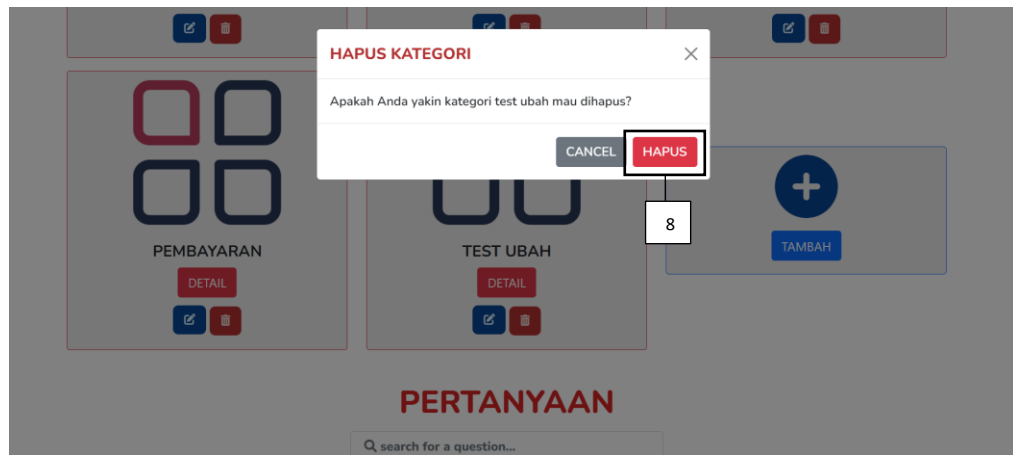 HAPUS KATEGORI
Apakah Anda yakin kategori test ubah mau dihapus?
CANCEL
HAPUS
8
PEMBAYARAN
DETAIL
TEST UBAH
DETAIL
TAMBAH
PERTANYAAN
search for a question...